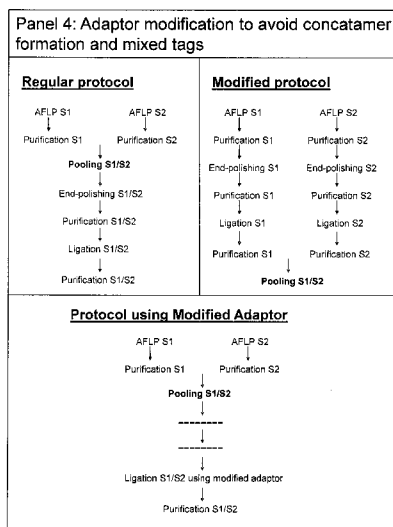 Panel 4: Adaptor modification to avoid concatamer
formation and mixed tags
Regular protocol
AFLP S1 AFLP S2
Purification S1 Purification S2
Pooling S1/S2
End-polishing S1/S2
Purification S1/S2
Ligation S1/S2
Purification S1/S2
Modified protocol
AFLP S1 AFLP S2
Purification S1 Purification S2
End-polishing S1 End-polishing S2
Purification S1 Purification S2
Ligation S1 Ligation S2
Purification S1 Purification S2
Pooling S1/S2
Protocol using Modified Adaptor
AFLP S1 AFLP S2
Purification S1 Purification S2
Pooling S1/S2
--------
--------
Ligation S1/S2 using modified adaptor
Purification S1/S2